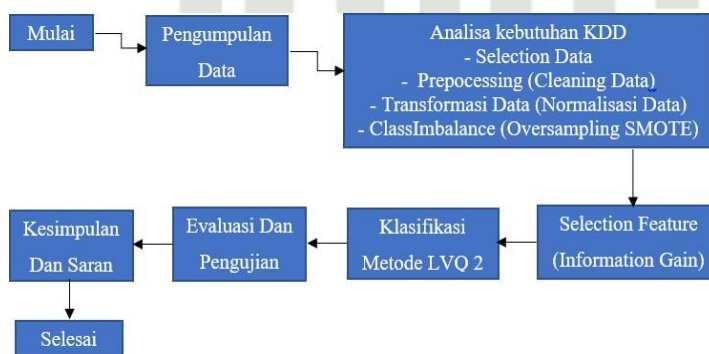 Mulai
Pengumpulan
Data
Analisa kebutuhan KDD
- Selection Data
- Prepocessing (Cleaning Data)
- Transformasi Data (Normalisasi Data)
- ClassImbalance (Oversampling SMOTE)
Selection Feature
(Information Gain)
Klasifikasi
Metode LVQ 2
Evaluasi Dan
Pengujian
Kesimpulan
Dan Saran
Selesai